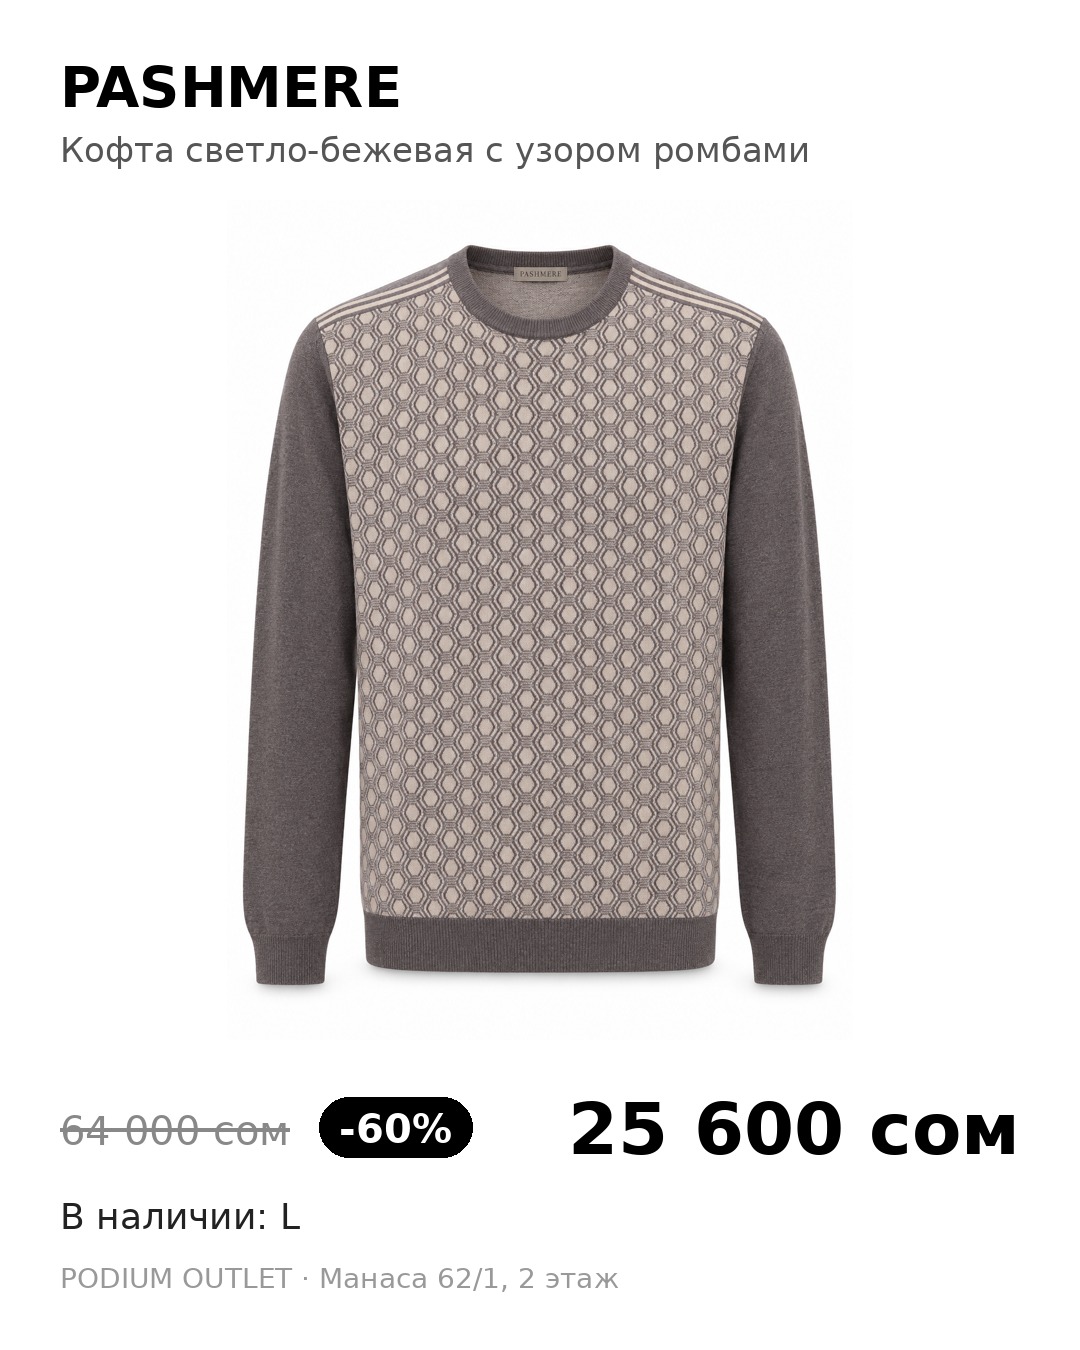 PASHMERE
Кофта светло-бежевая с узором ромбами
PASHMERE
64 000 сом -60% 25 600 сом
В наличии: L
PODIUM OUTLET · Манаса 62/1, 2 этаж